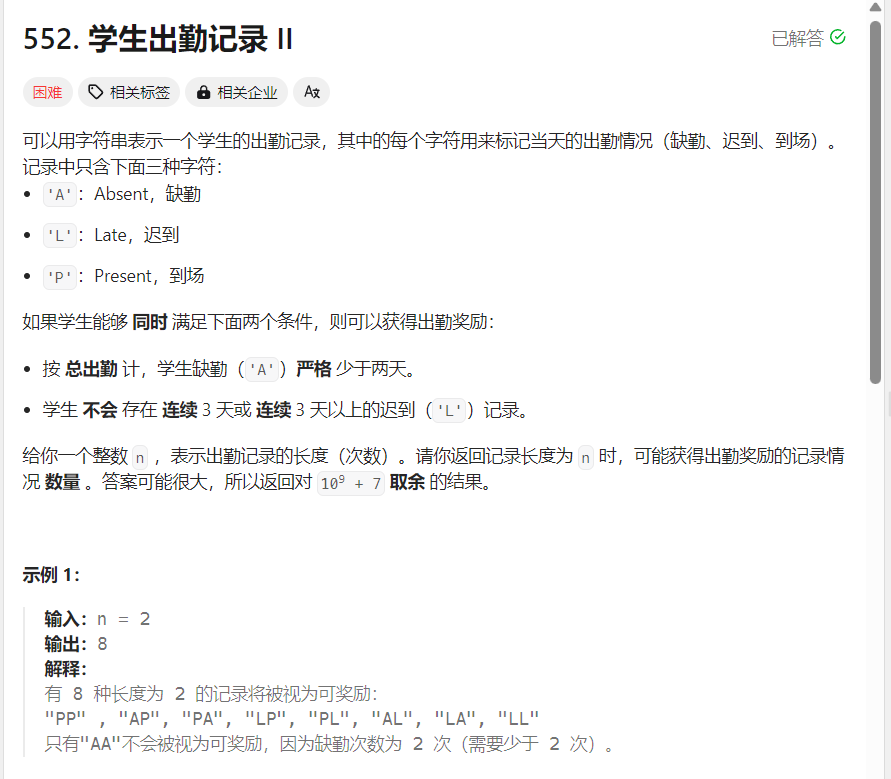 552. 学生出勤记录 II
已解答
困难 相关标签 相关企业 Az
可以用字符串表示一个学生的出勤记录，其中的每个字符用来标记当天的出勤情况（缺勤、迟到、到场）。
记录中只含下面三种字符：
• 'A'：Absent，缺勤
• 'L'：Late，迟到
• 'P'：Present，到场
如果学生能够 同时 满足下面两个条件，则可以获得出勤奖励：
• 按 总出勤 计，学生缺勤（'A'）严格 少于两天。
• 学生 不会 存在 连续 3 天或 连续 3 天以上的迟到（'L'）记录。
给你一个整数 n ，表示出勤记录的长度（次数）。请你返回记录长度为 n 时，可能获得出勤奖励的记录情
况 数量 。答案可能很大，所以返回对 10⁹ + 7 取余 的结果。
示例 1：
输入：n = 2
输出：8
解释：
有 8 种长度为 2 的记录将被视为可奖励：
"PP" , "AP", "PA", "LP", "PL", "AL", "LA", "LL"
只有"AA"不会被视为可奖励，因为缺勤次数为 2 次（需要少于 2 次）。